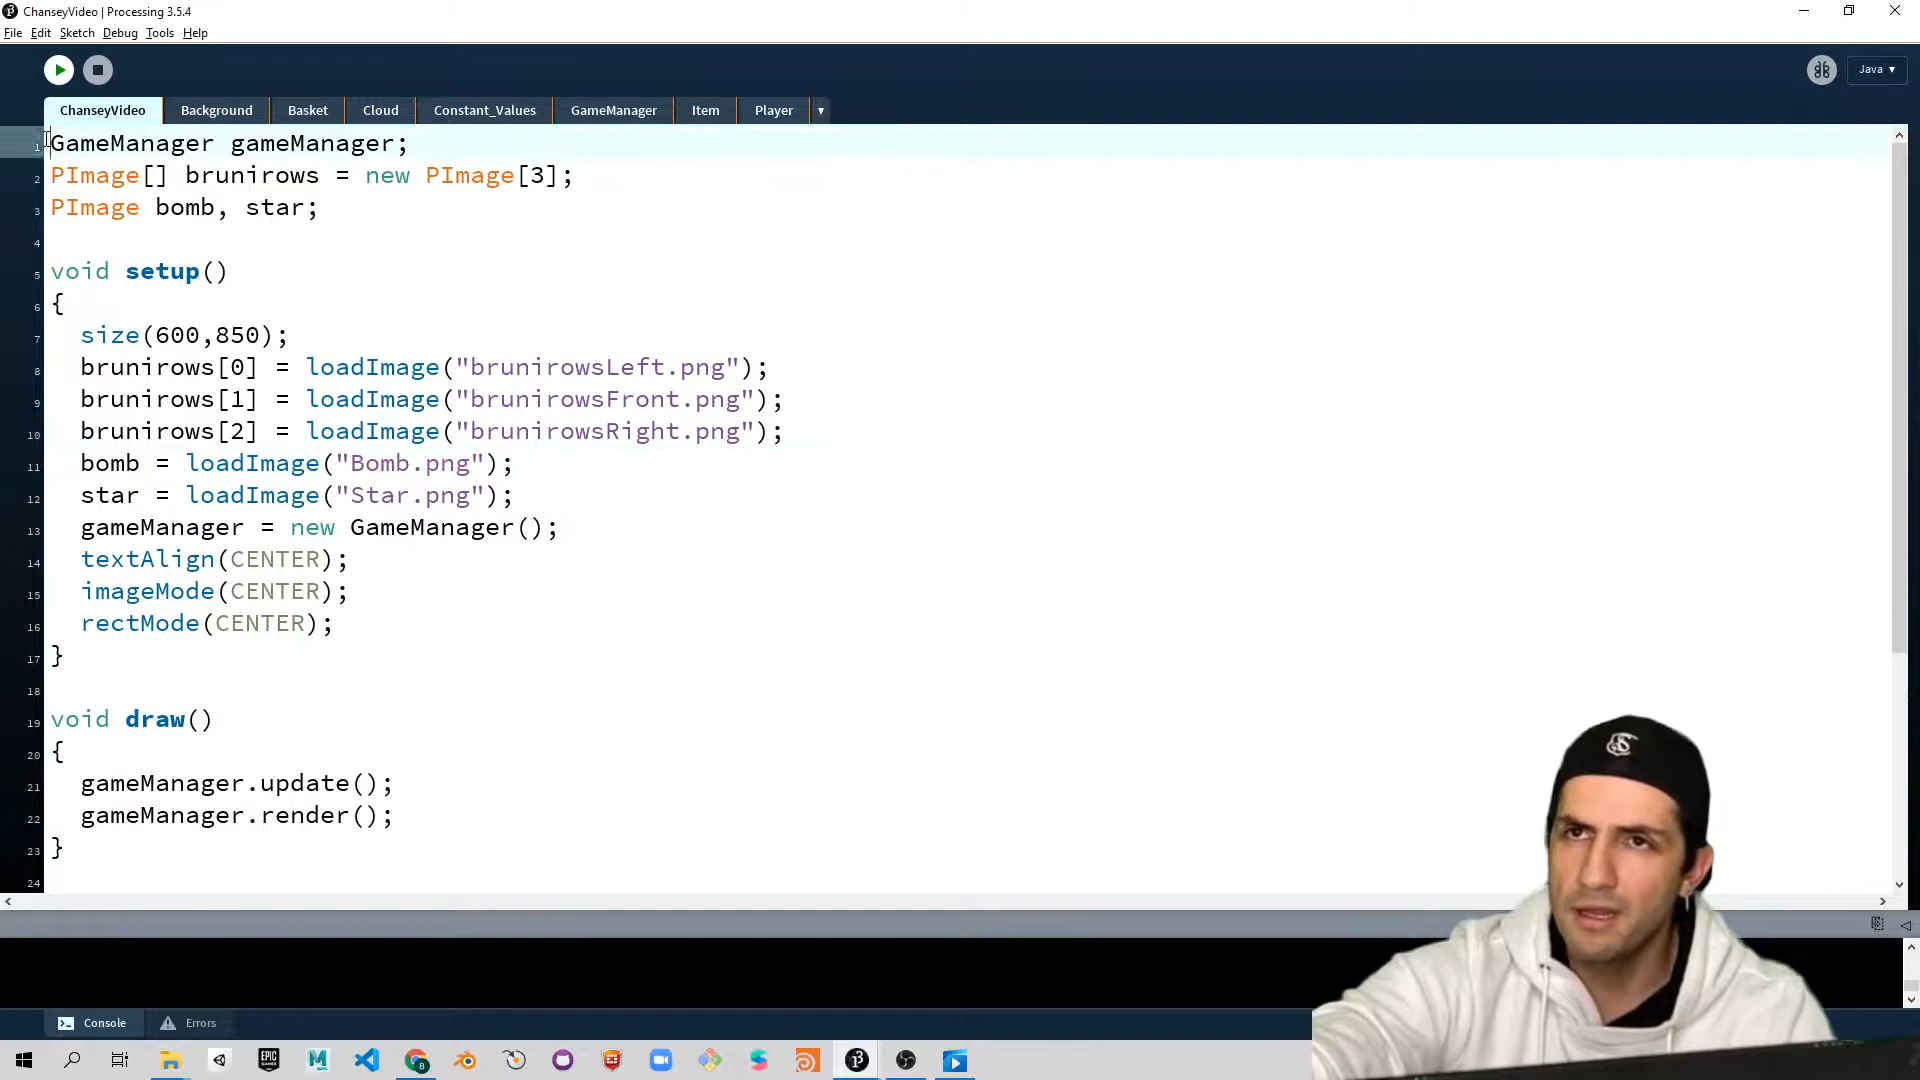 ChanseyVideo | Processing 3.5.4
File Edit Sketch Debug Tools Help
Java ▾
ChanseyVideo Background Basket Cloud Constant_Values GameManager Item Player ▾
1 GameManager gameManager;
2 PImage[] brunirows = new PImage[3];
3 PImage bomb, star;
4
5 void setup()
6 {
7 size(600,850);
8 brunirows[0] = loadImage("brunirowsLeft.png");
9 brunirows[1] = loadImage("brunirowsFront.png");
10 brunirows[2] = loadImage("brunirowsRight.png");
11 bomb = loadImage("Bomb.png");
12 star = loadImage("Star.png");
13 gameManager = new GameManager();
14 textAlign(CENTER);
15 imageMode(CENTER);
16 rectMode(CENTER);
17 }
18
19 void draw()
20 {
21 gameManager.update();
22 gameManager.render();
23 }
24
Console Errors
EPIC GAMES